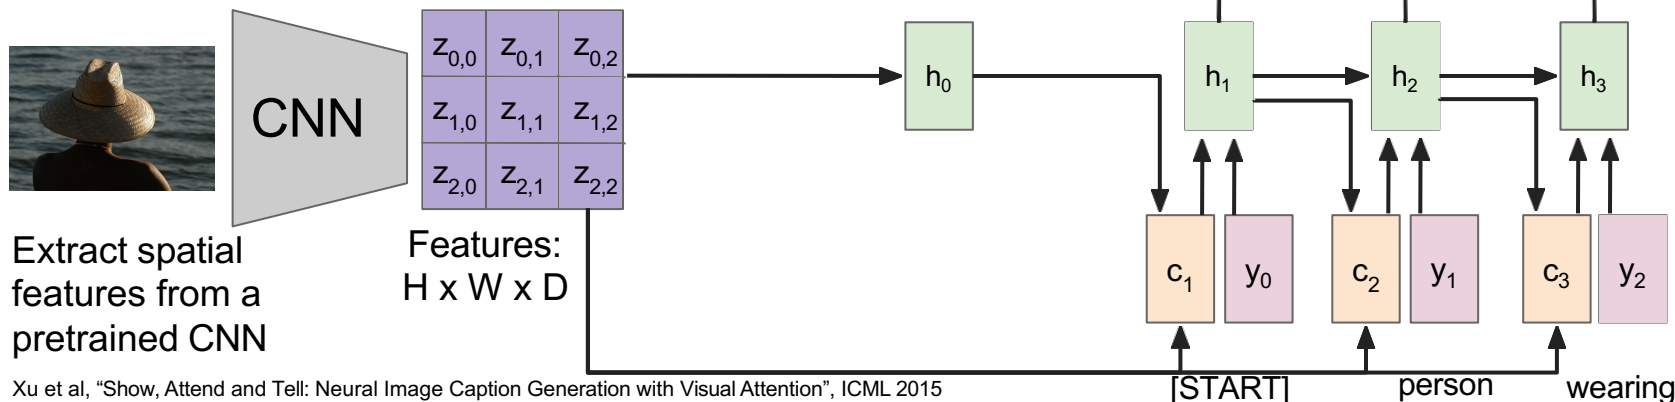 CNN
z0,0 z0,1 z0,2
z1,0 z1,1 z1,2
z2,0 z2,1 z2,2
h0
h1
h2
h3
Extract spatial
features from a
pretrained CNN
Features:
H x W x D
c1
y0
c2
y1
c3
y2
[START]
person
wearing
Xu et al, “Show, Attend and Tell: Neural Image Caption Generation with Visual Attention”, ICML 2015